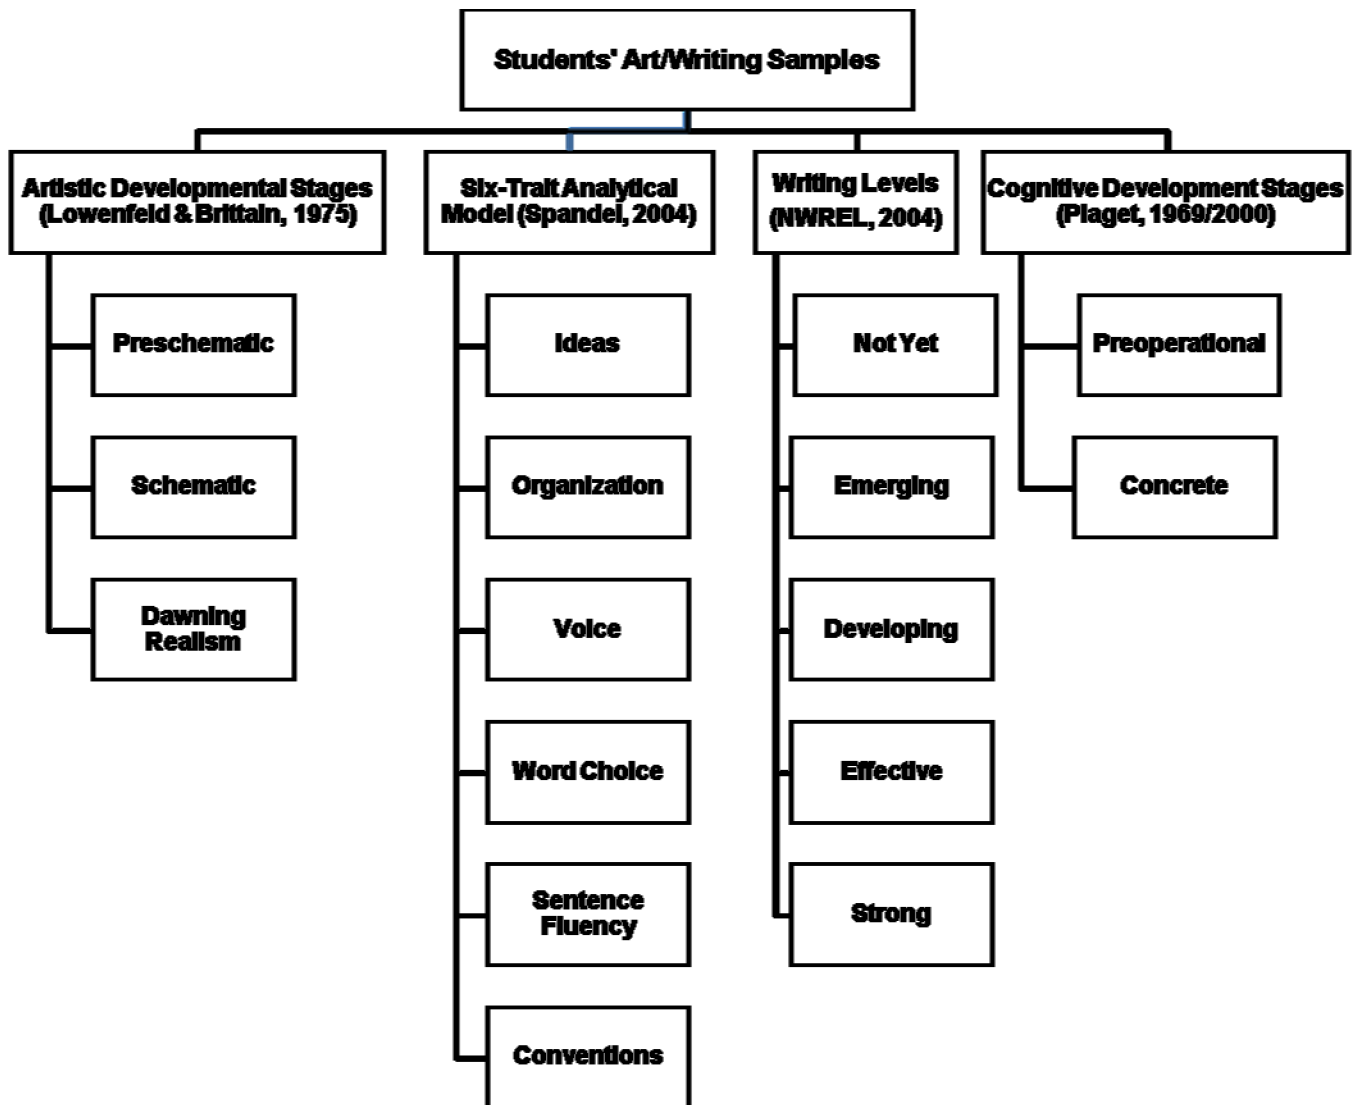 Students' Art/Writing Samples
Artistic Developmental Stages
(Lowenfeld & Brittain, 1975)
Preschematic
Schematic
Dawning
Realism
Six-Trait Analytical
Model (Spandel, 2004)
Ideas
Organization
Voice
Word Choice
Sentence
Fluency
Conventions
Writing Levels
(NWREL, 2004)
Not Yet
Emerging
Developing
Effective
Strong
Cognitive Development Stages
(Piaget, 1969/2000)
Preoperational
Concrete